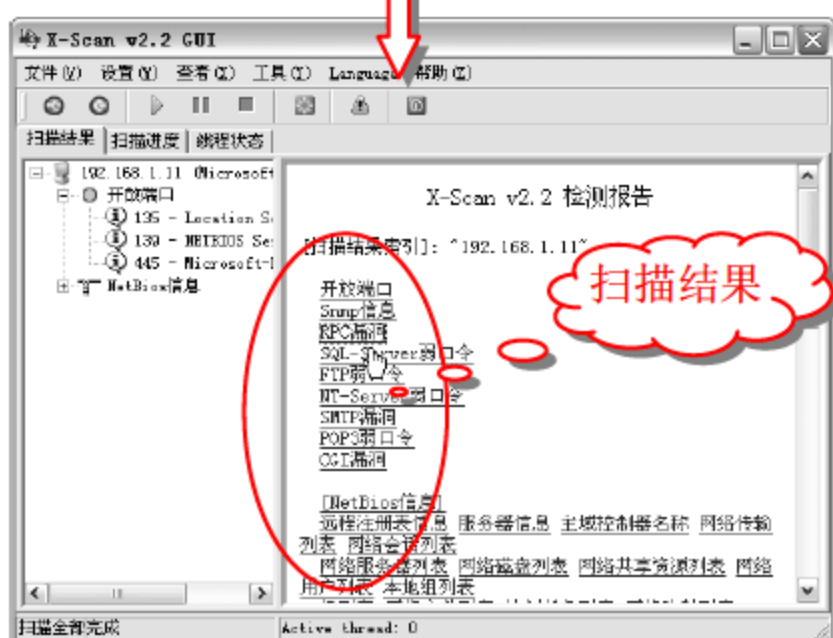 X-Scan v2.2 GUI
文件(V) 设置(W) 查看(X) 工具(Y) Language 帮助(Z)
扫描结果 扫描进度 线程状态
192.168.1.11 (Microsoft
开放端口
135 - Location S
139 - NETBIOS Se
445 - Microsoft-
NetBios信息
X-Scan v2.2 检测报告
[扫描结果索引]: "192.168.1.11"
开放端口
Snmp信息
RPC漏洞
SQL-Server弱口令
FTP弱口令
NT-Server弱口令
SMTP漏洞
POP3弱口令
CGI漏洞
[NetBios信息]
远程注册表信息 服务器信息 主域控制器名称 网络传输
列表 网络会话列表
网络服务器列表 网络磁盘列表 网络共享资源列表 网络
用户列表 本地组列表
扫描结果
扫描全部完成
Active thread: 0